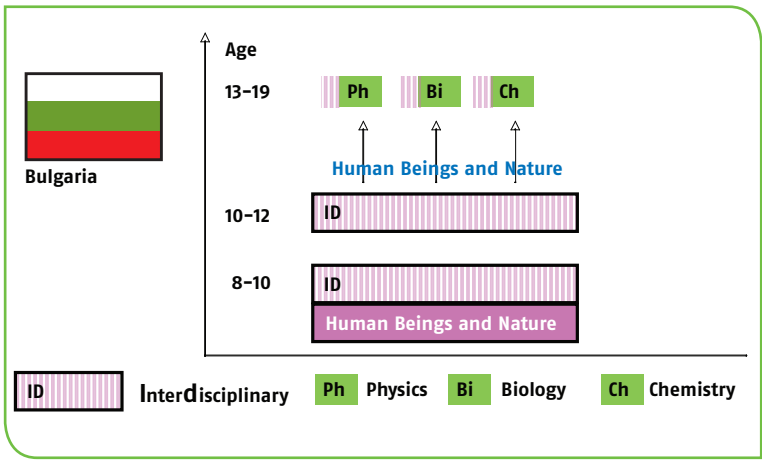 Age
13–19
Ph
Bi
Ch
Bulgaria
Human Beings and Nature
10–12
ID
8–10
ID
Human Beings and Nature
ID
Interdisciplinary
Ph
Physics
Bi
Biology
Ch
Chemistry